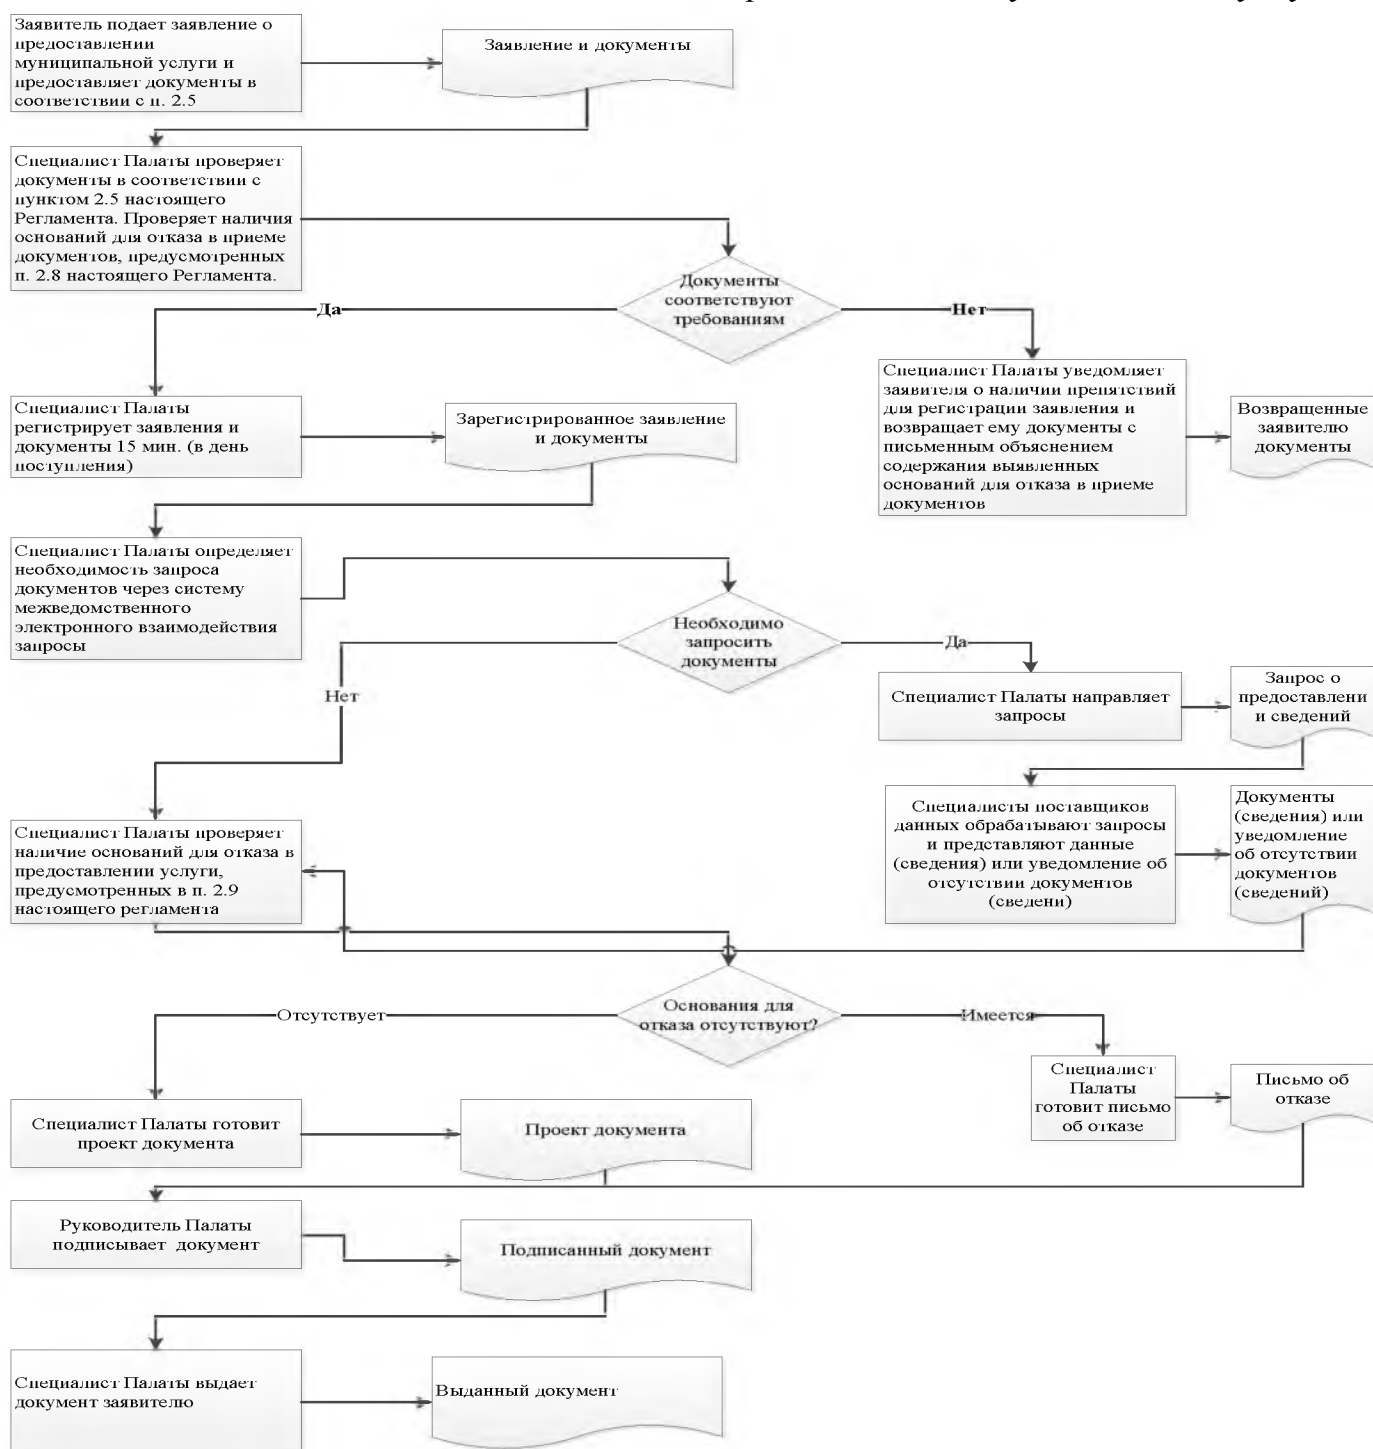 Заявитель подает заявление о
предоставлении
муниципальной услуги и
предоставляет документы в
соответствии с п. 2.5
Заявление и документы
Специалист Палаты проверяет
документы в соответствии с
пунктом 2.5 настоящего
Регламента. Проверяет наличия
оснований для отказа в приеме
документов, предусмотренных
п. 2.8 настоящего Регламента.
Документы
соответствуют
требованиям
Да
Нет
Специалист Палаты
регистрирует заявления и
документы 15 мин. (в день
поступления)
Зарегистрированное заявление
и документы
Специалист Палаты уведомляет
заявителя о наличии препятствий
для регистрации заявления и
возвращает ему документы с
письменным объяснением
содержания выявленных
оснований для отказа в приеме
документов
Возвращенные
заявителю
документы
Специалист Палаты определяет
необходимость запроса
документов через систему
межведомственного
электронного взаимодействия
запросы
Необходимо
запросить
документы
Да
Нет
Специалист Палаты направляет
запросы
Запрос о
предоставлени
и сведений
Специалисты поставщиков
данных обрабатывают запросы
и представляют данные
(сведения) или уведомление об
отсутствии документов
(сведени)
Документы
(сведения) или
уведомление
об отсутствии
документов
(сведений)
Специалист Палаты проверяет
наличие оснований для отказа в
предоставлении услуги,
предусмотренных в п. 2.9
настоящего регламента
Основания для
отказа отсутствуют?
Отсутствует
Имеется
Специалист
Палаты
готовит письмо
об отказе
Письмо об
отказе
Специалист Палаты готовит
проект документа
Проект документа
Руководитель Палаты
подписывает документ
Подписанный документ
Специалист Палаты выдает
документ заявителю
Выданный документ